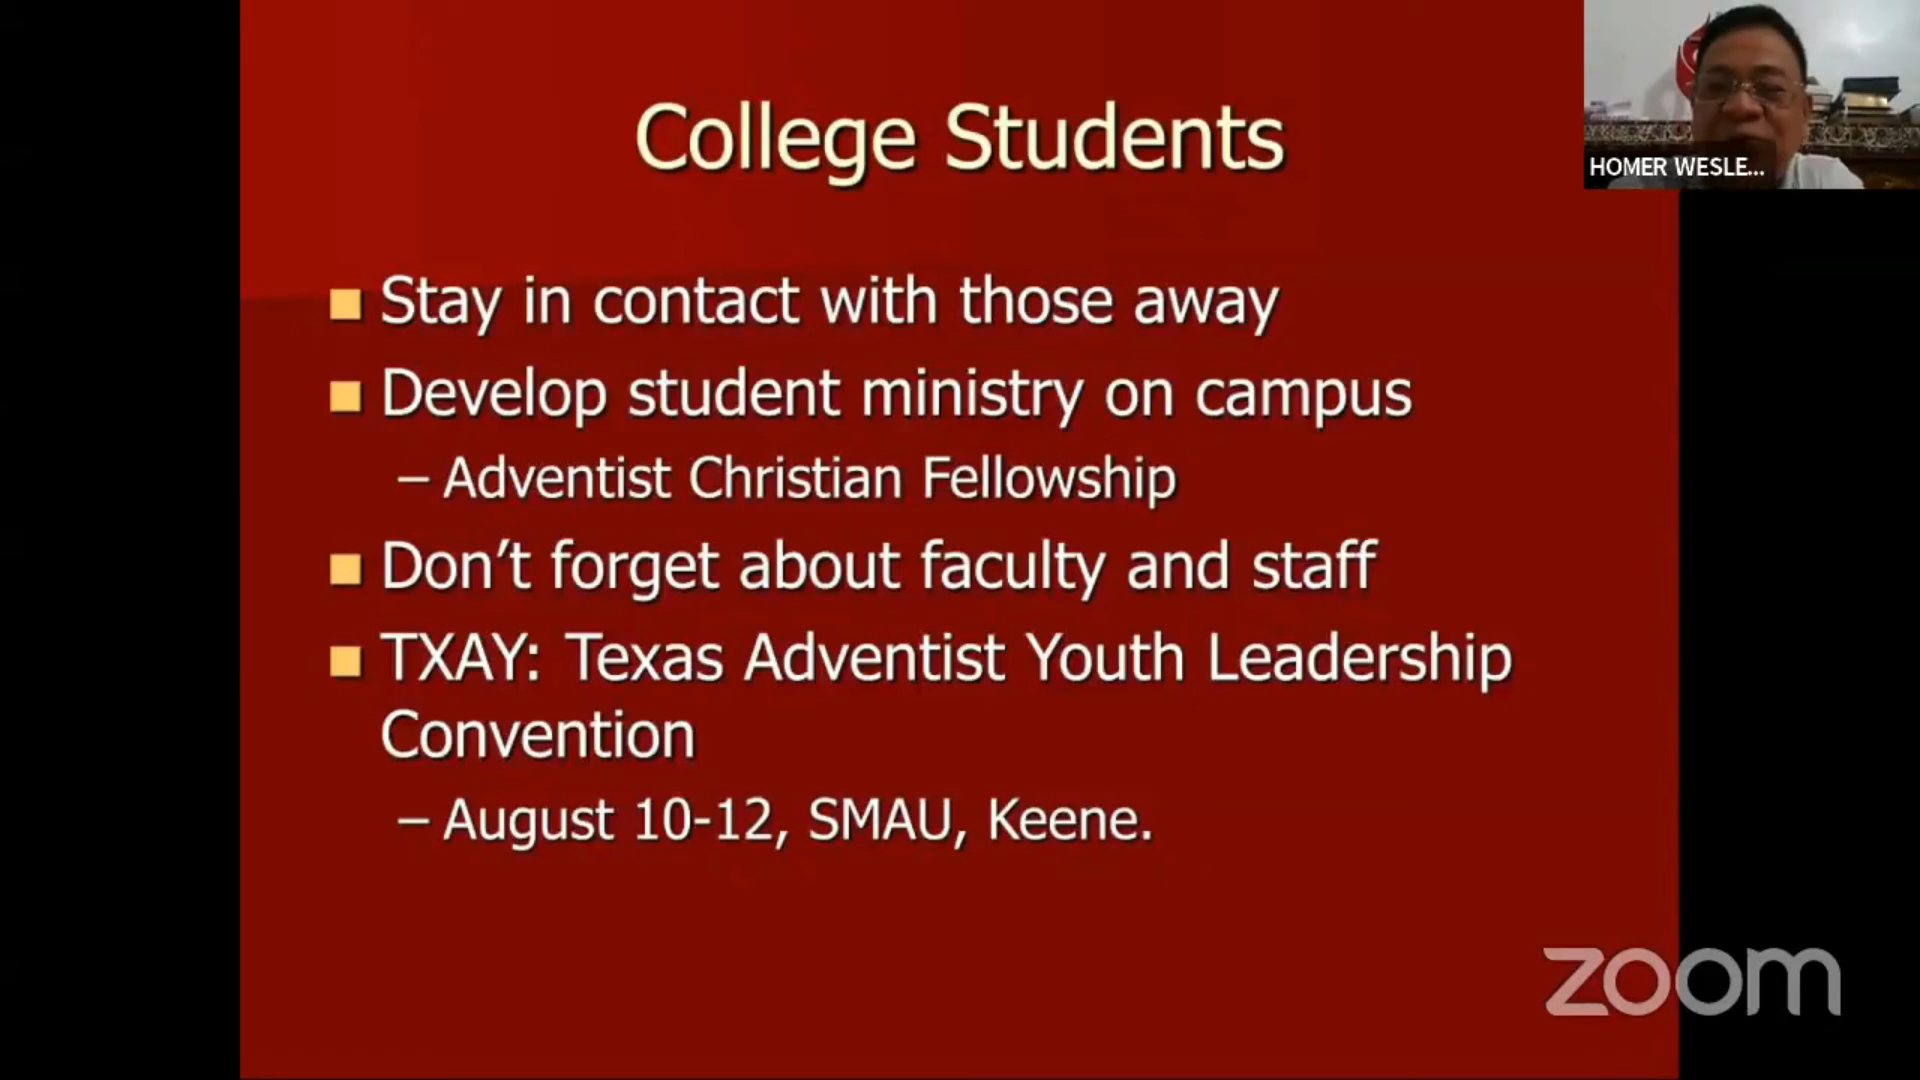 College Students
HOMER WESLE...
Stay in contact with those away
Develop student ministry on campus
– Adventist Christian Fellowship
Don’t forget about faculty and staff
TXAY: Texas Adventist Youth Leadership
Convention
– August 10-12, SMAU, Keene.
zoom